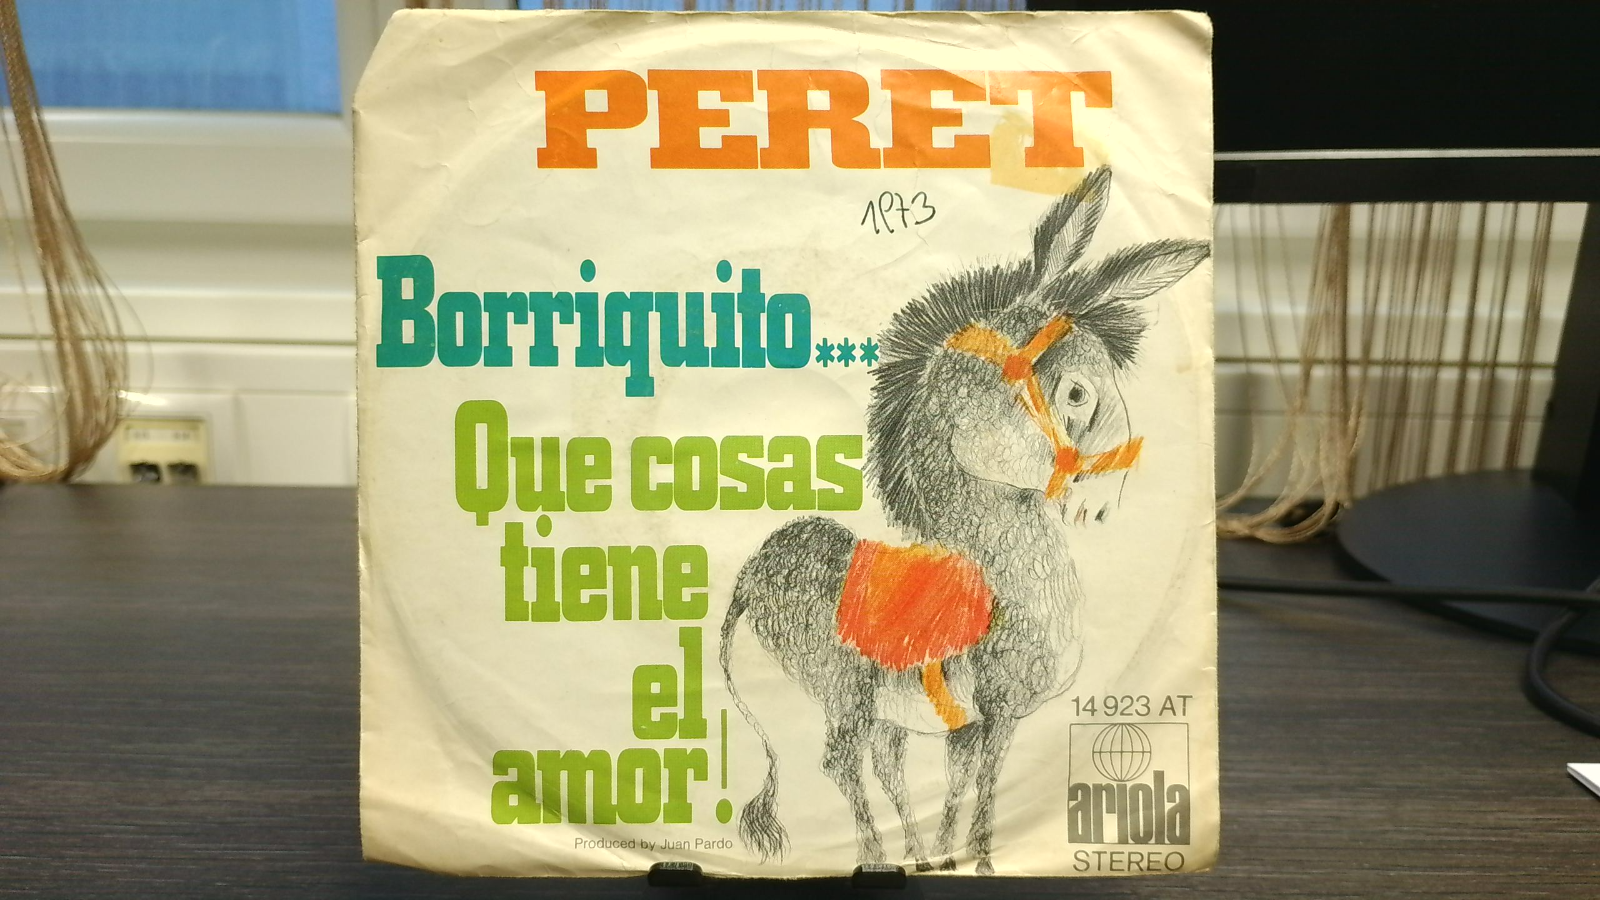 PERET
1973
Borriquito...
Que cosas
tiene
el
amor!
Produced by Juan Pardo
14 923 AT
ariola
STEREO